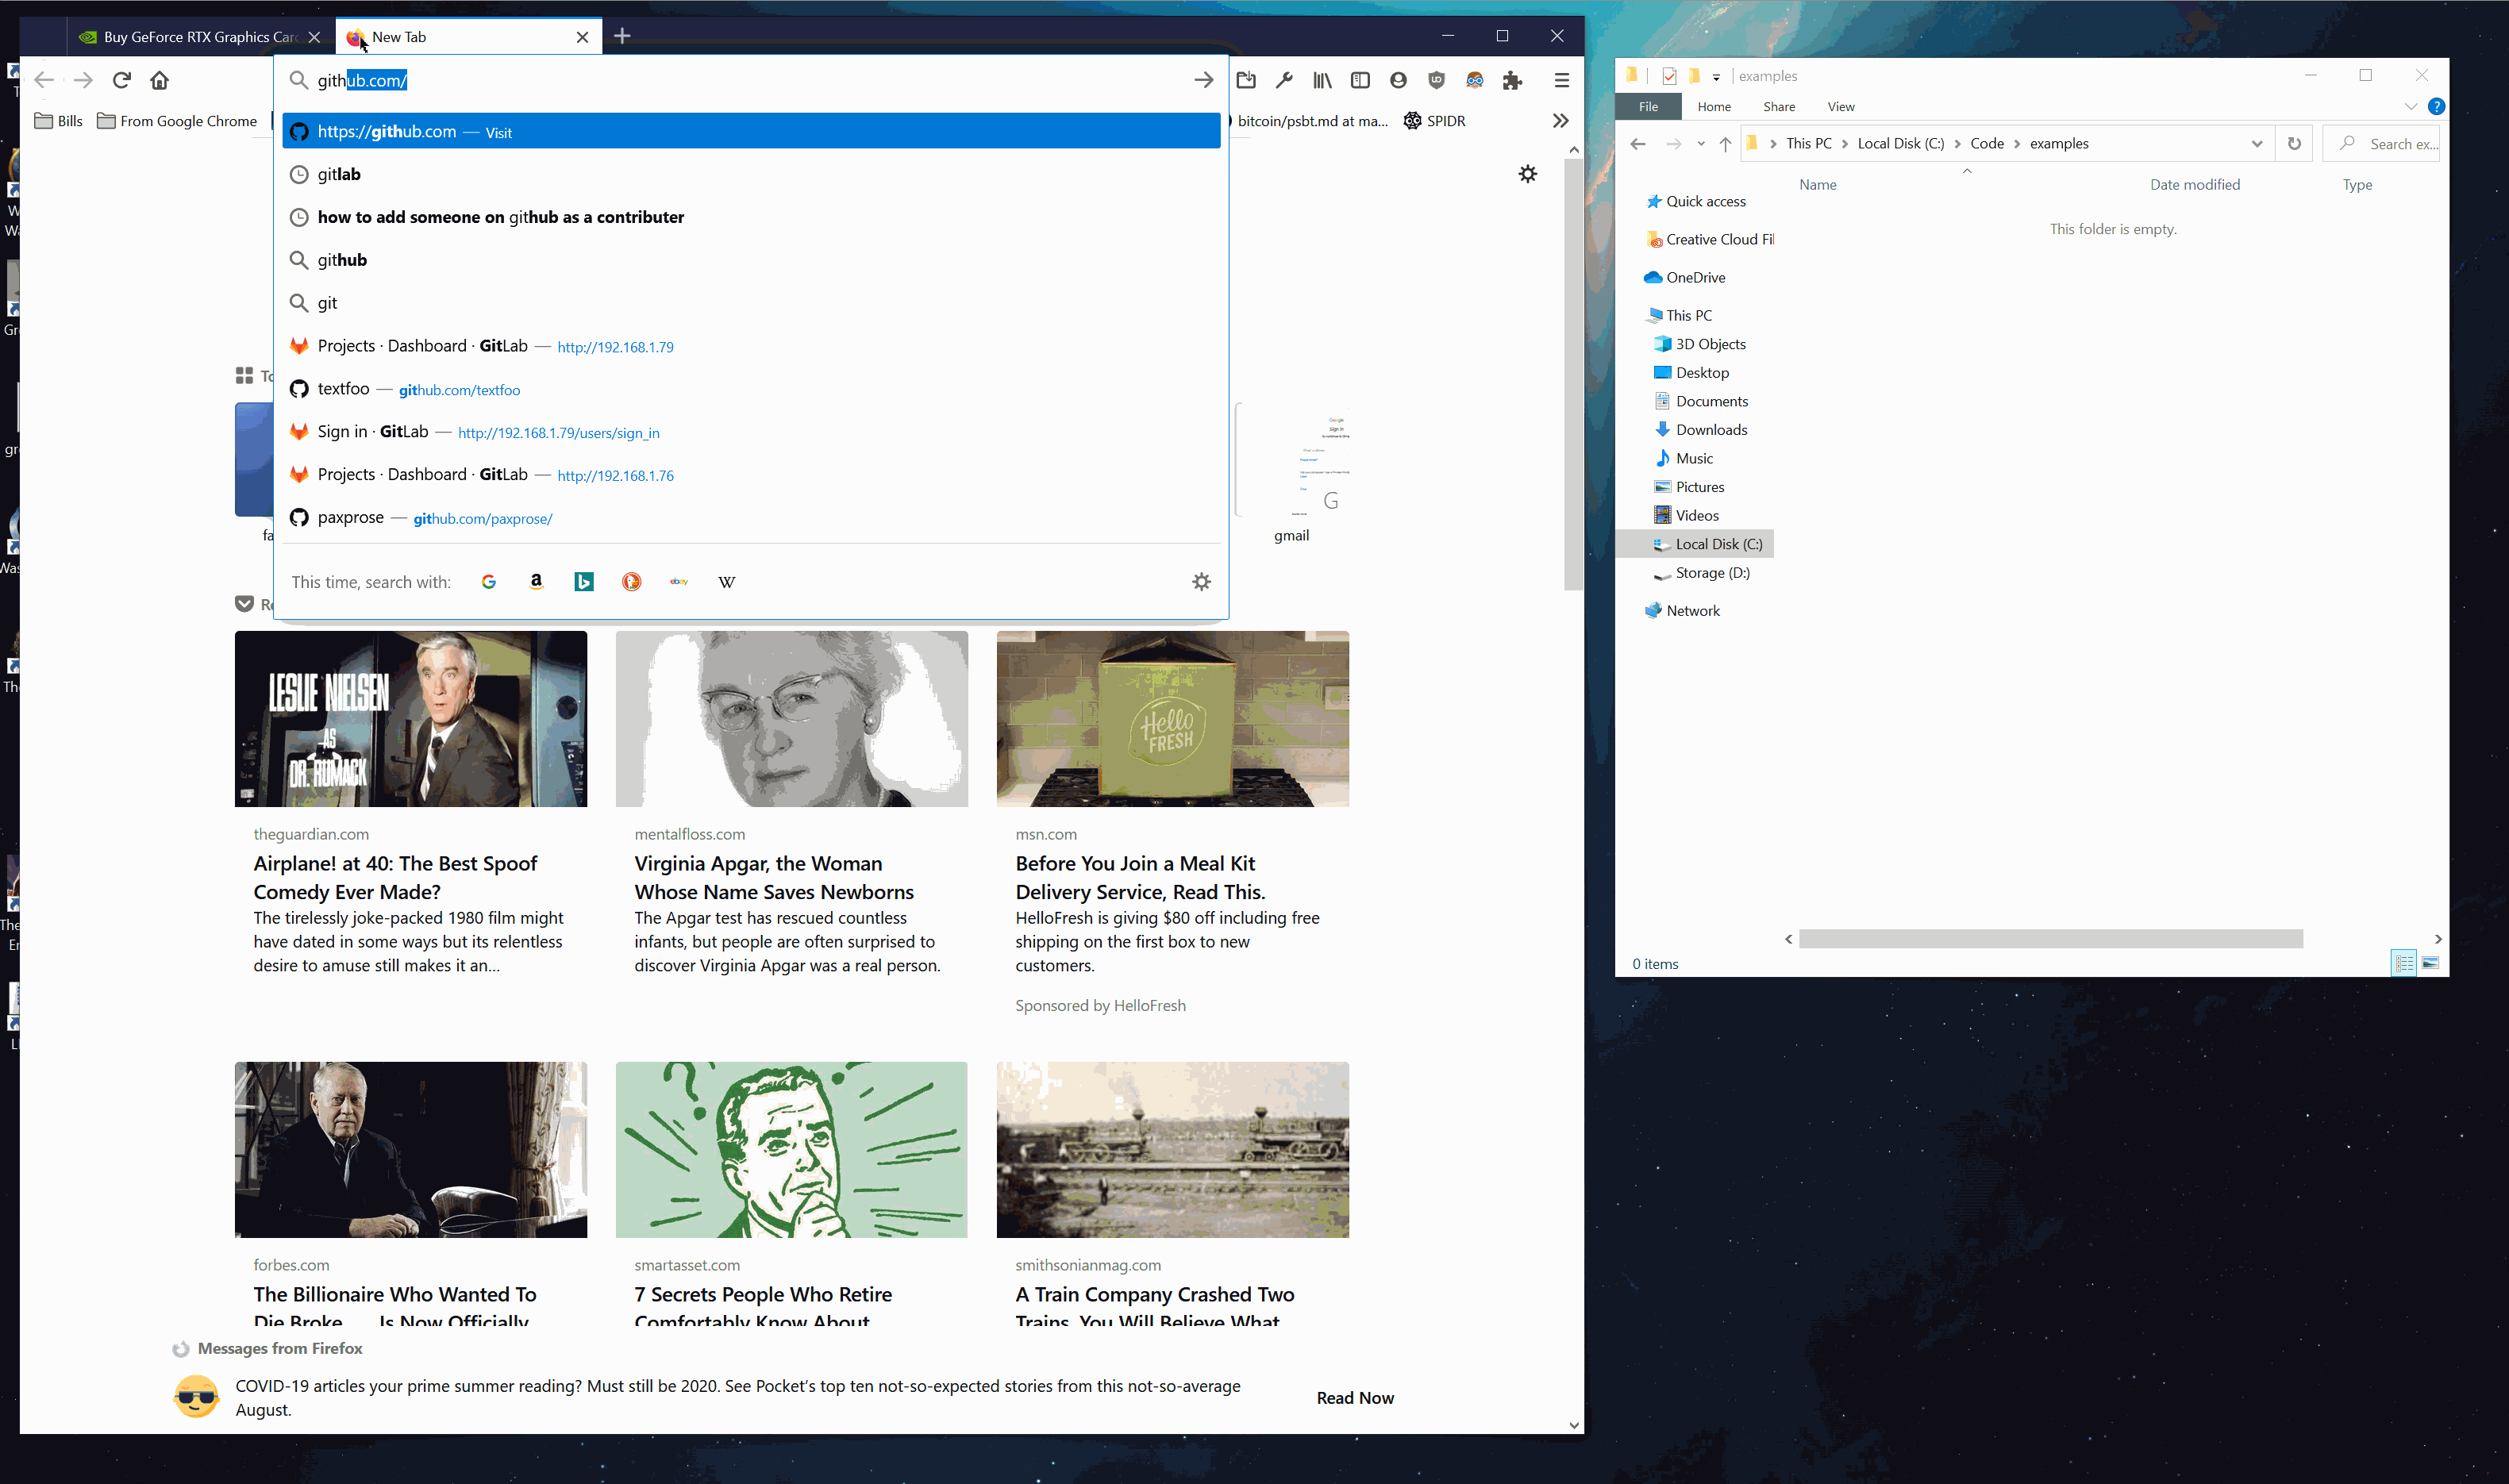 Buy GeForce RTX Graphics Car
New Tab
github.com/
Bills
From Google Chrome
bitcoin/psbt.md at ma...
SPIDR
https://github.com — Visit
gitlab
how to add someone on github as a contributer
github
git
Projects · Dashboard · GitLab — http://192.168.1.79
textfoo — github.com/textfoo
Sign in · GitLab — http://192.168.1.79/users/sign_in
Projects · Dashboard · GitLab — http://192.168.1.76
paxprose — github.com/paxprose/
This time, search with:
G
gmail
LESLIE NIELSEN
AS
DR. RUMACK
Hello
FRESH
theguardian.com
Airplane! at 40: The Best Spoof
Comedy Ever Made?
The tirelessly joke-packed 1980 film might
have dated in some ways but its relentless
desire to amuse still makes it an...
mentalfloss.com
Virginia Apgar, the Woman
Whose Name Saves Newborns
The Apgar test has rescued countless
infants, but people are often surprised to
discover Virginia Apgar was a real person.
msn.com
Before You Join a Meal Kit
Delivery Service, Read This.
HelloFresh is giving $80 off including free
shipping on the first box to new
customers.
Sponsored by HelloFresh
forbes.com
The Billionaire Who Wanted To
Die Broke . . . Is Now Officially
smartasset.com
7 Secrets People Who Retire
Comfortably Know About
smithsonianmag.com
A Train Company Crashed Two
Trains. You Will Believe What
Messages from Firefox
COVID-19 articles your prime summer reading? Must still be 2020. See Pocket's top ten not-so-expected stories from this not-so-average
August.
Read Now
examples
File
Home
Share
View
This PC
Local Disk (C:)
Code
examples
Search ex...
Name
Date modified
Type
This folder is empty.
Quick access
Creative Cloud Fil
OneDrive
This PC
3D Objects
Desktop
Documents
Downloads
Music
Pictures
Videos
Local Disk (C:)
Storage (D:)
Network
0 items